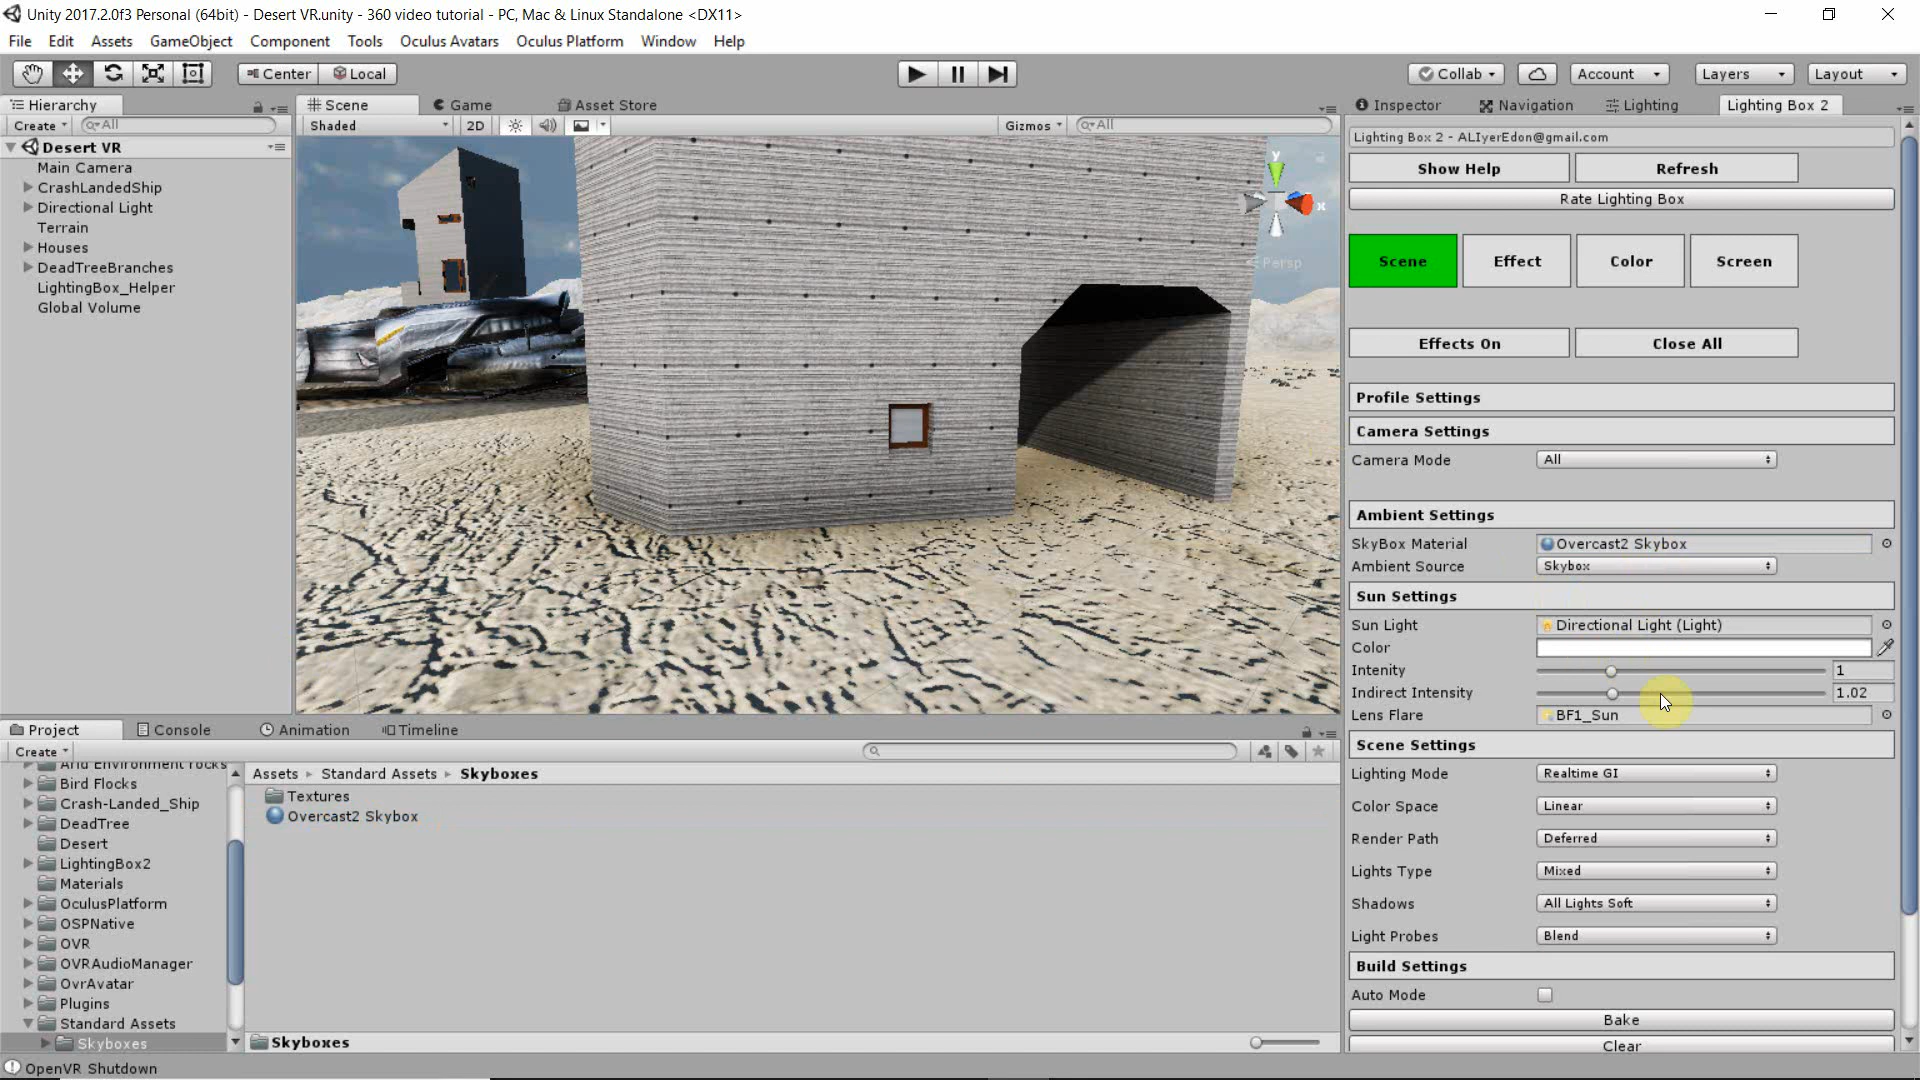 Unity 2017.2.0f3 Personal (64bit) - Desert VR.unity - 360 video tutorial - PC, Mac & Linux Standalone <DX11>
File Edit Assets GameObject Component Tools Oculus Avatars Oculus Platform Window Help
Center Local Collab Account Layers Layout
Hierarchy
Create All
Desert VR
Main Camera
CrashLandedShip
Directional Light
Terrain
Houses
DeadTreeBranches
LightingBox_Helper
Global Volume
Scene Game Asset Store
Shaded 2D Gizmos All
y
x
Persp
Inspector Navigation Lighting Lighting Box 2
Lighting Box 2 - ALIyerEdon@gmail.com
Show Help Refresh
Rate Lighting Box
Scene Effect Color Screen
Effects On Close All
Profile Settings
Camera Settings
Camera Mode All
Ambient Settings
SkyBox Material Overcast2 Skybox
Ambient Source Skybox
Sun Settings
Sun Light Directional Light (Light)
Color
Intenity 1
Indirect Intensity 1.02
Lens Flare BF1_Sun
Scene Settings
Lighting Mode Realtime GI
Color Space Linear
Render Path Deferred
Lights Type Mixed
Shadows All Lights Soft
Light Probes Blend
Build Settings
Auto Mode
Bake
Clear
Project Console Animation Timeline
Create
Arid Environment rocks
Bird Flocks
Crash-Landed_Ship
DeadTree
Desert
LightingBox2
Materials
OculusPlatform
OSPNative
OVR
OVRAudioManager
OvrAvatar
Plugins
Standard Assets
Skyboxes
Assets Standard Assets Skyboxes
Textures
Overcast2 Skybox
Skyboxes
OpenVR Shutdown